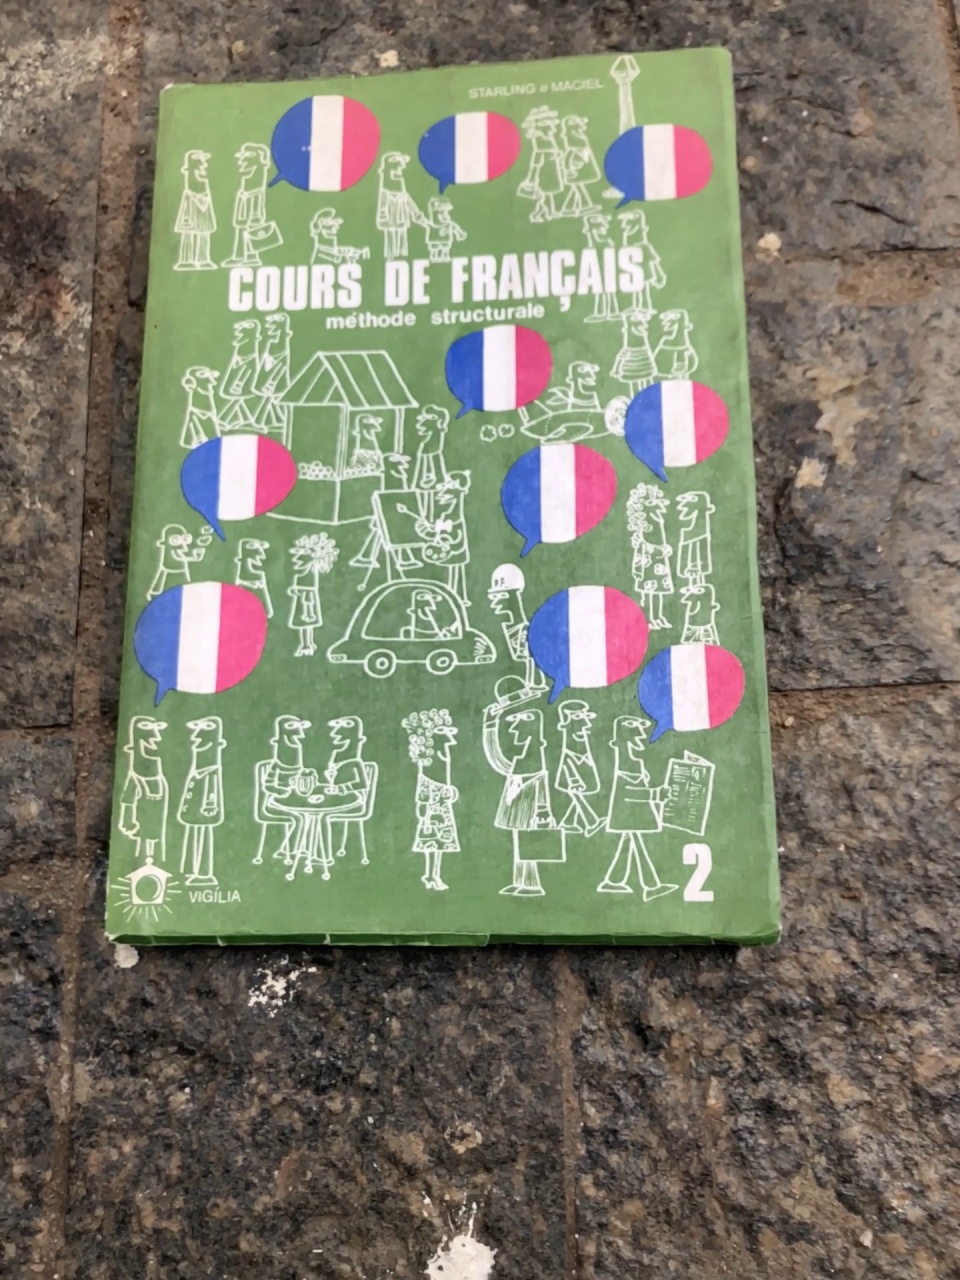 STARLING e MACIEL
COURS DE FRANÇAIS
méthode structurale
VIGÍLIA
2